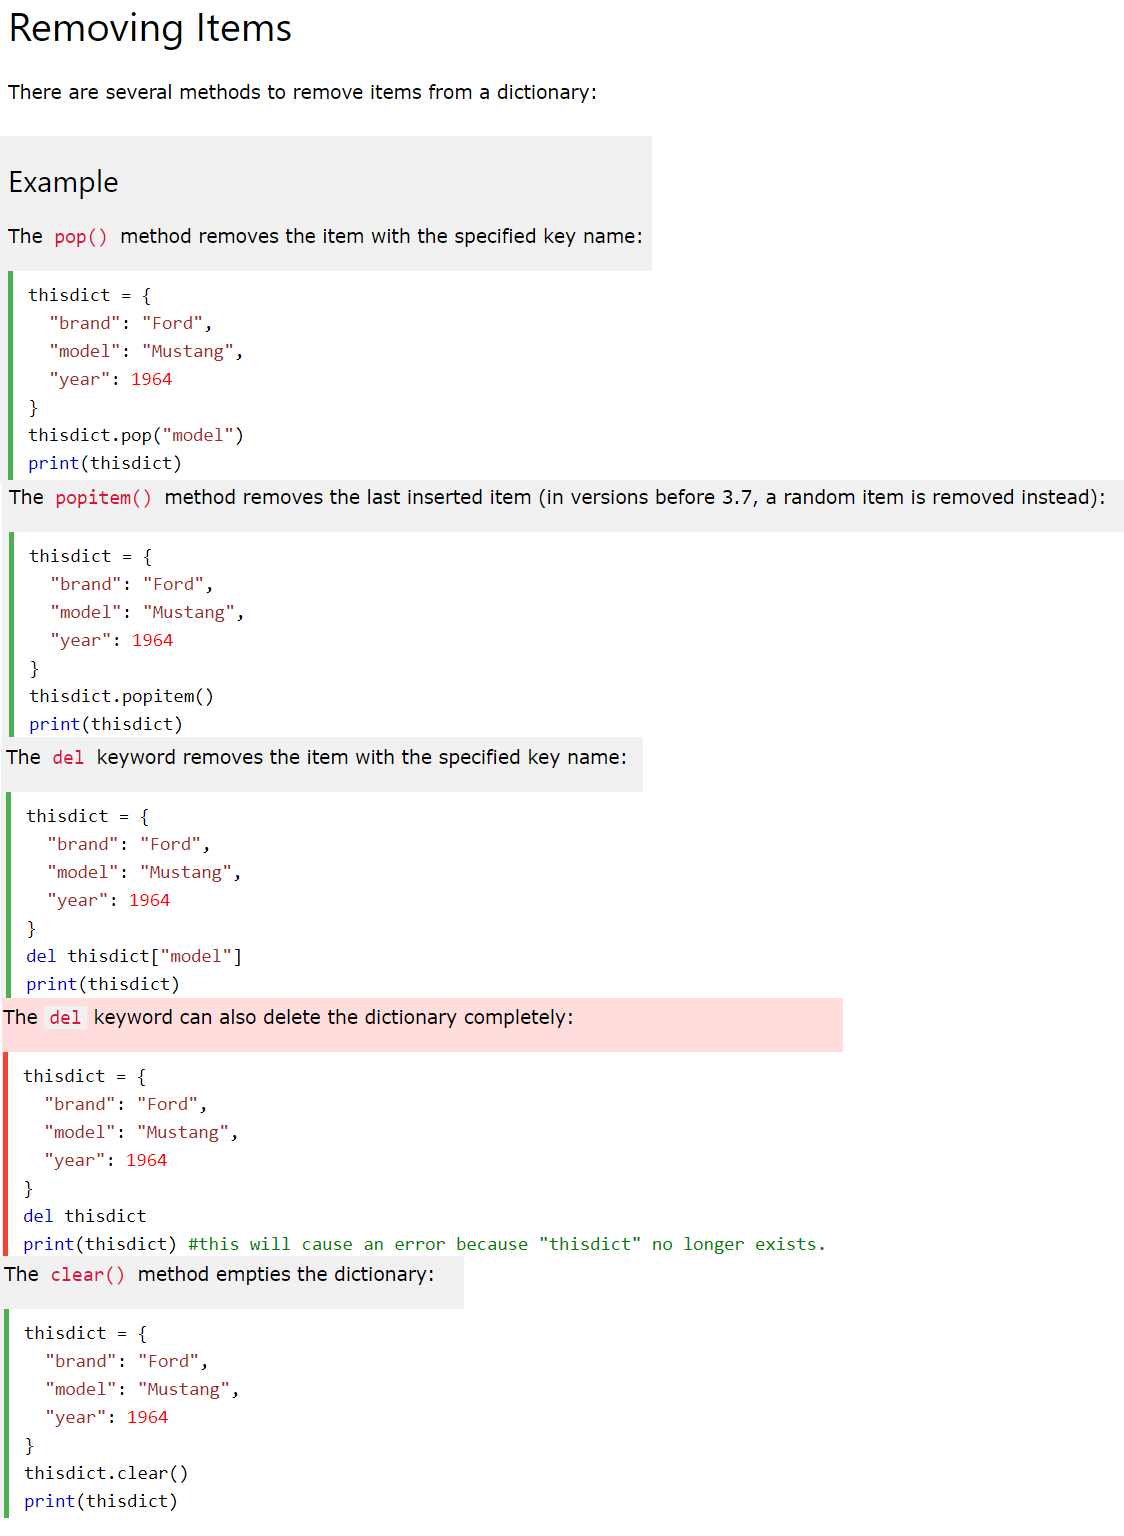 Removing Items
There are several methods to remove items from a dictionary:
Example
The pop() method removes the item with the specified key name:
thisdict = {
  "brand": "Ford",
  "model": "Mustang",
  "year": 1964
}
thisdict.pop("model")
print(thisdict)
The popitem() method removes the last inserted item (in versions before 3.7, a random item is removed instead):
thisdict = {
  "brand": "Ford",
  "model": "Mustang",
  "year": 1964
}
thisdict.popitem()
print(thisdict)
The del keyword removes the item with the specified key name:
thisdict = {
  "brand": "Ford",
  "model": "Mustang",
  "year": 1964
}
del thisdict["model"]
print(thisdict)
The del keyword can also delete the dictionary completely:
thisdict = {
  "brand": "Ford",
  "model": "Mustang",
  "year": 1964
}
del thisdict
print(thisdict) #this will cause an error because "thisdict" no longer exists.
The clear() method empties the dictionary:
thisdict = {
  "brand": "Ford",
  "model": "Mustang",
  "year": 1964
}
thisdict.clear()
print(thisdict)